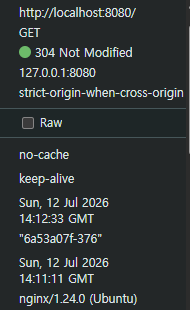 http://localhost:8080/
GET
304 Not Modified
127.0.0.1:8080
strict-origin-when-cross-origin
Raw
no-cache
keep-alive
Sun, 12 Jul 2026
14:12:33 GMT
"6a53a07f-376"
Sun, 12 Jul 2026
14:11:11 GMT
nginx/1.24.0 (Ubuntu)